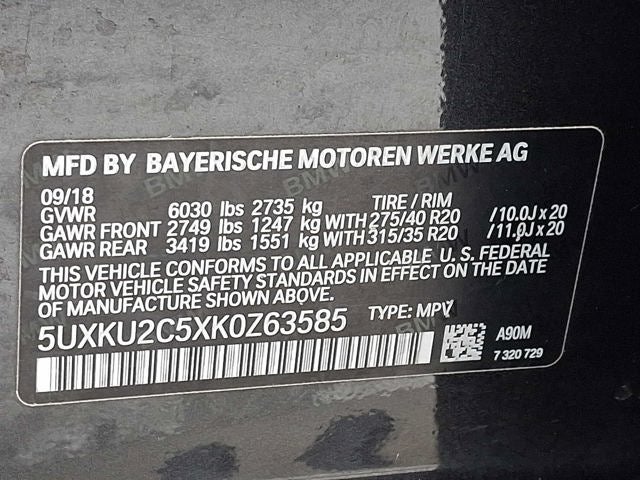 MFD BY BAYERISCHE MOTOREN WERKE AG
09/18 TIRE / RIM
GVWR 6030 lbs 2735 kg
GAWR FRONT 2749 lbs 1247 kg WITH 275/40 R20 /10.0J x 20
GAWR REAR 3419 lbs 1551 kg WITH 315/35 R20 /11.0J x 20
THIS VEHICLE CONFORMS TO ALL APPLICABLE U. S. FEDERAL
MOTOR VEHICLE SAFETY STANDARDS IN EFFECT ON THE DATE
OF MANUFACTURE SHOWN ABOVE.
5UXKU2C5XK0Z63585 TYPE: MPV
A90M
7 320 729